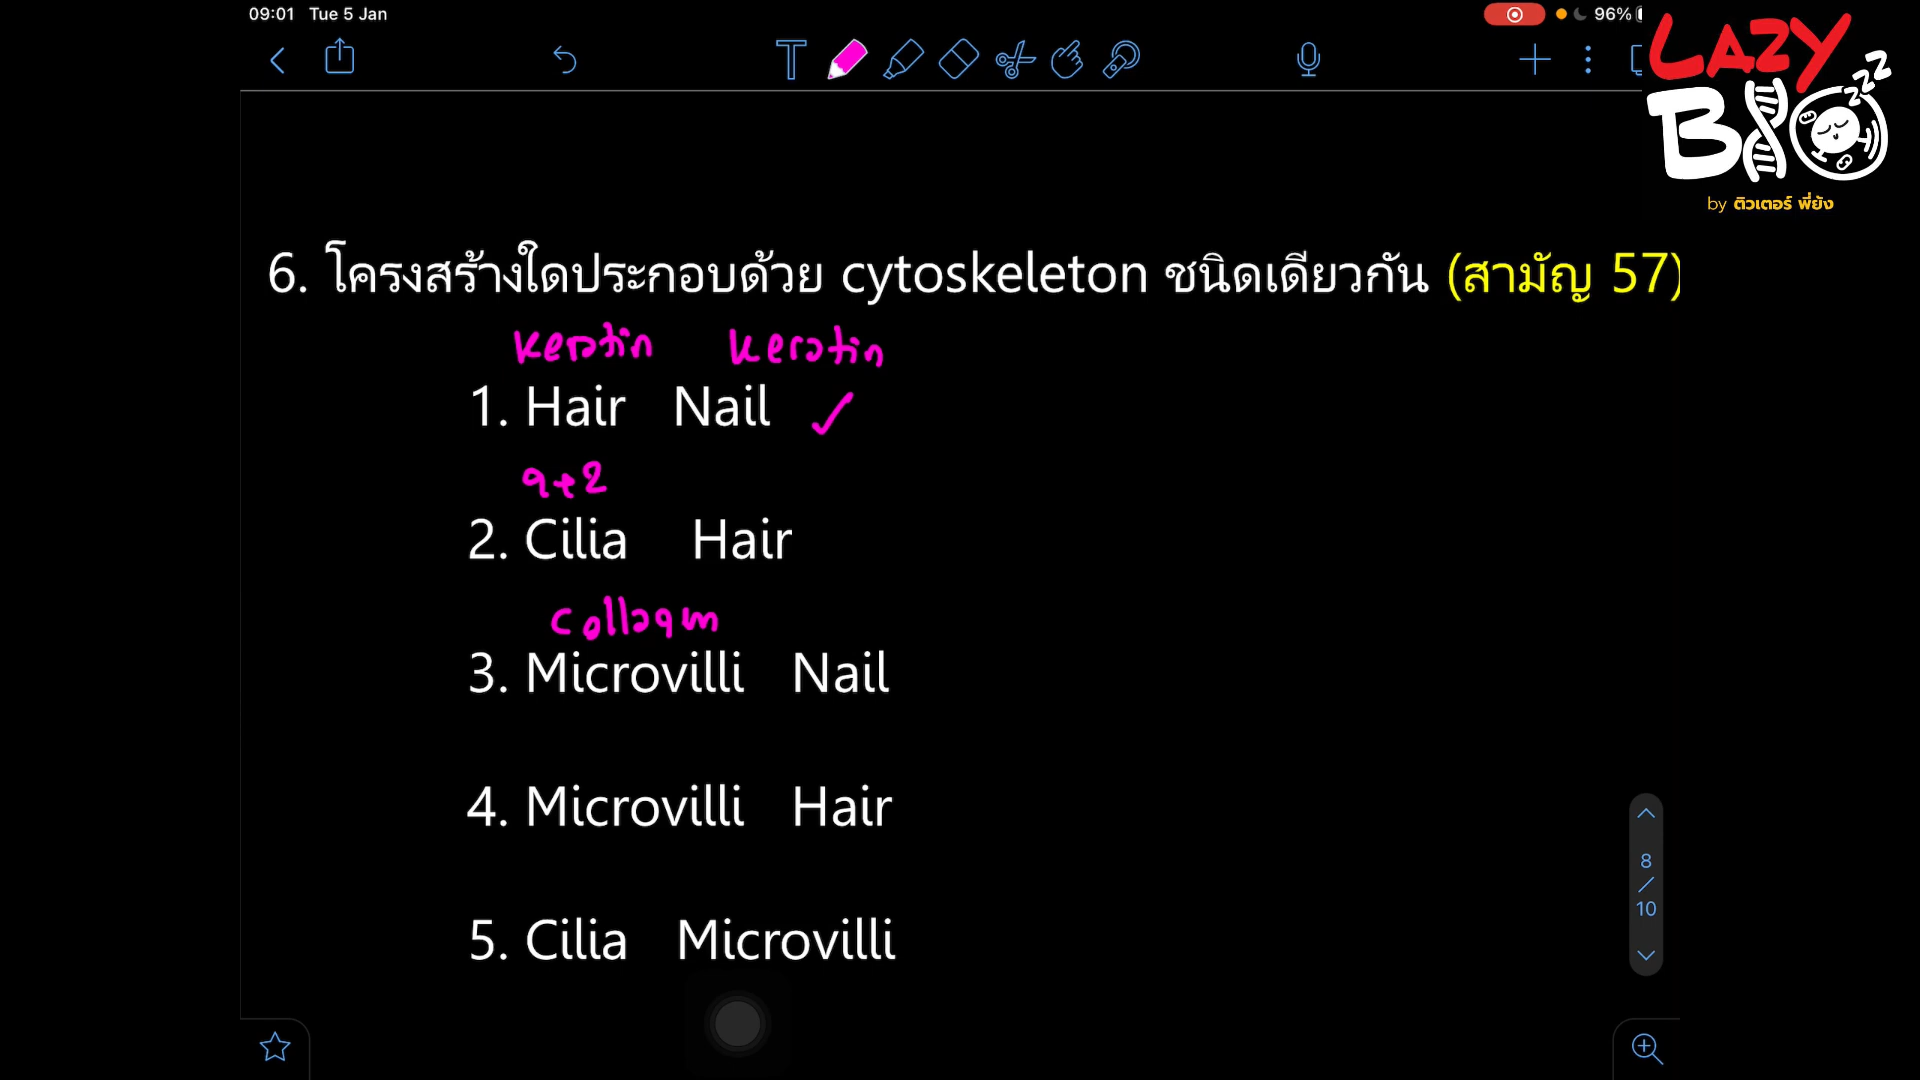 09:01 Tue 5 Jan
96%
LAZY
BIO
zzz
by ติวเตอร์ พี่ยัง
6. โครงสร้างใดประกอบด้วย cytoskeleton ชนิดเดียวกัน (สามัญ 57)
Keratin Keratin
1. Hair Nail ✓
9+2
2. Cilia Hair
3. Microvilli Nail
4. Microvilli Hair
5. Cilia Microvilli
8
/
10